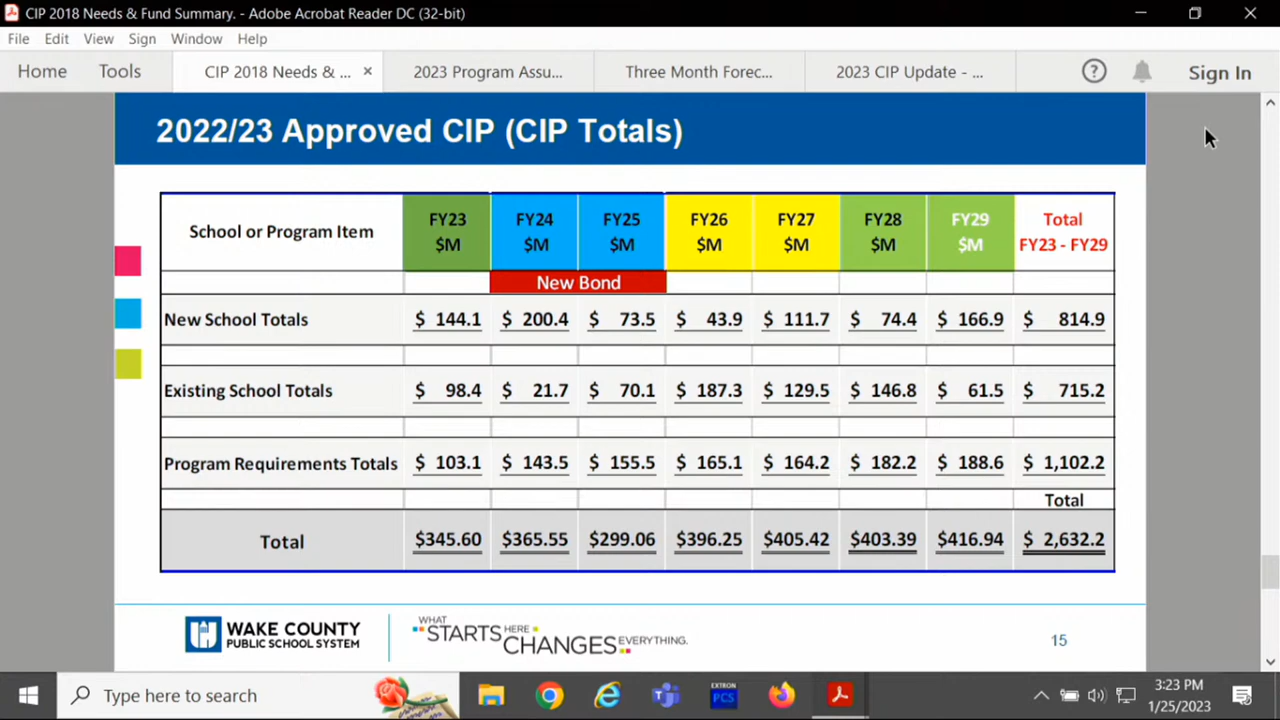 CIP 2018 Needs & Fund Summary. - Adobe Acrobat Reader DC (32-bit)
File Edit View Sign Window Help
Home Tools CIP 2018 Needs & ... × 2023 Program Assu... Three Month Forec... 2023 CIP Update - ... ? Sign In
2022/23 Approved CIP (CIP Totals)
School or Program Item FY23 $M FY24 $M FY25 $M FY26 $M FY27 $M FY28 $M FY29 $M Total FY23 - FY29
New Bond
New School Totals $ 144.1 $ 200.4 $ 73.5 $ 43.9 $ 111.7 $ 74.4 $ 166.9 $ 814.9
Existing School Totals $ 98.4 $ 21.7 $ 70.1 $ 187.3 $ 129.5 $ 146.8 $ 61.5 $ 715.2
Program Requirements Totals $ 103.1 $ 143.5 $ 155.5 $ 165.1 $ 164.2 $ 182.2 $ 188.6 $ 1,102.2
Total
Total $345.60 $365.55 $299.06 $396.25 $405.42 $403.39 $416.94 $ 2,632.2
WAKE COUNTY
PUBLIC SCHOOL SYSTEM
WHAT
STARTS HERE
CHANGES EVERYTHING.
15
Type here to search
EXTRON
PCS
3:23 PM
1/25/2023